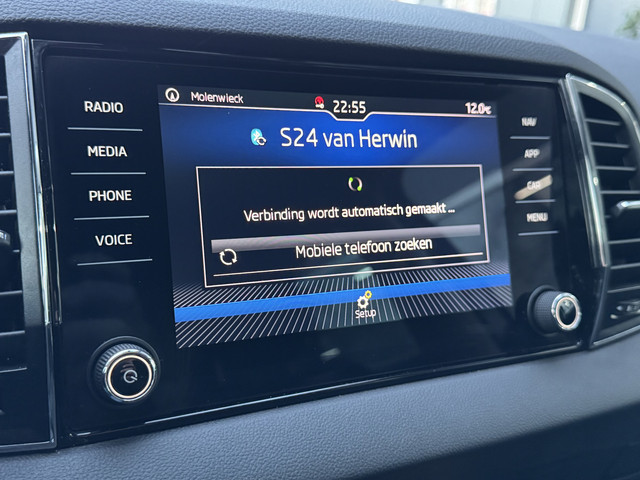 RADIO
MEDIA
PHONE
VOICE
Molenwieck
22:55
12.0°C
S24 van Herwin
Verbinding wordt automatisch gemaakt ...
Mobiele telefoon zoeken
Setup
NAV
APP
CAR
MENU